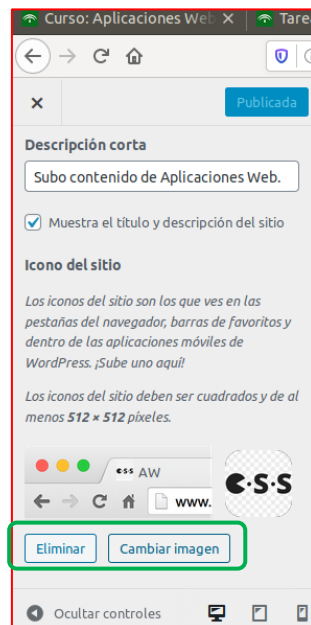 Curso: Aplicaciones Web
Tarea
Publicada
Descripción corta
Subo contenido de Aplicaciones Web.
Muestra el título y descripción del sitio
Icono del sitio
Los iconos del sitio son los que ves en las
pestañas del navegador, barras de favoritos y
dentro de las aplicaciones móviles de
WordPress. ¡Sube uno aquí!
Los iconos del sitio deben ser cuadrados y de al
menos 512 × 512 píxeles.
AW
www.
C·S·S
Eliminar
Cambiar imagen
Ocultar controles